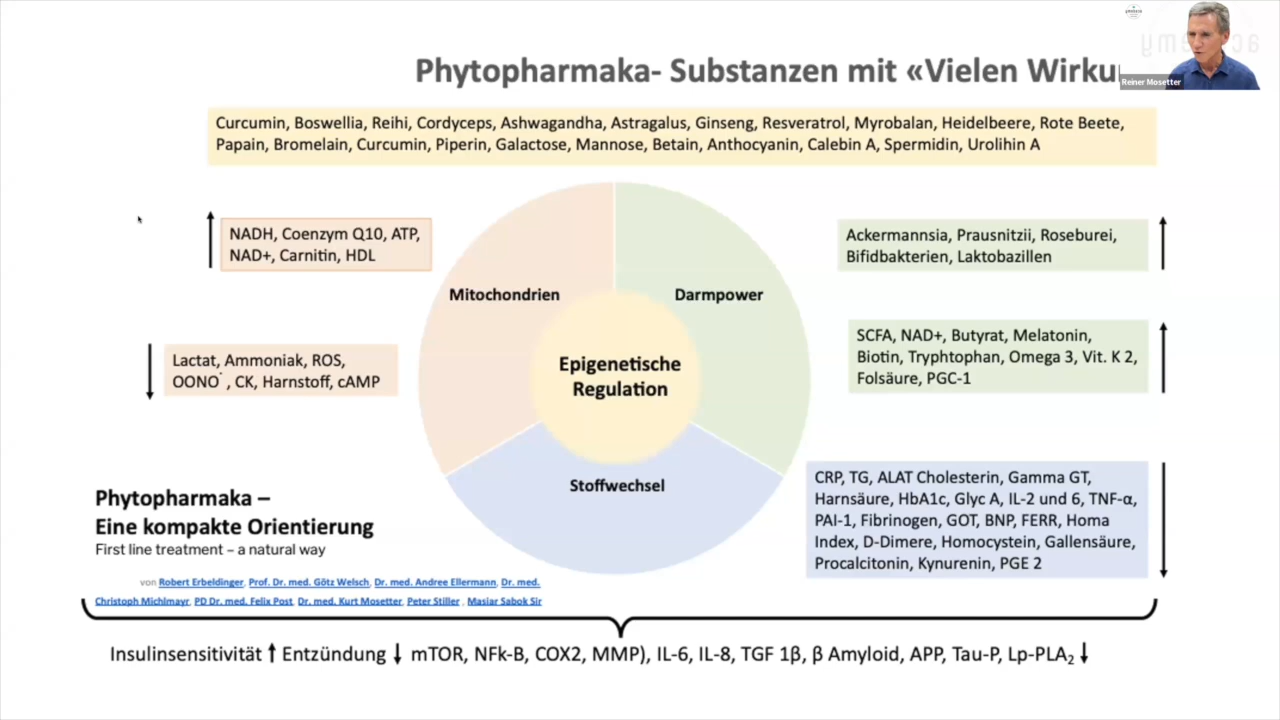 Phytopharmaka- Substanzen mit «Vielen Wirku
Reiner Mosetter
Curcumin, Boswellia, Reihi, Cordyceps, Ashwagandha, Astragalus, Ginseng, Resveratrol, Myrobalan, Heidelbeere, Rote Beete,
Papain, Bromelain, Curcumin, Piperin, Galactose, Mannose, Betain, Anthocyanin, Calebin A, Spermidin, Urolihin A
NADH, Coenzym Q10, ATP,
NAD+, Carnitin, HDL
Lactat, Ammoniak, ROS,
OONO˙, CK, Harnstoff, cAMP
Mitochondrien
Darmpower
Epigenetische
Regulation
Stoffwechsel
Ackermannsia, Prausnitzii, Roseburei,
Bifidbakterien, Laktobazillen
SCFA, NAD+, Butyrat, Melatonin,
Biotin, Tryphtophan, Omega 3, Vit. K 2,
Folsäure, PGC-1
CRP, TG, ALAT Cholesterin, Gamma GT,
Harnsäure, HbA1c, Glyc A, IL-2 und 6, TNF-α,
PAI-1, Fibrinogen, GOT, BNP, FERR, Homa
Index, D-Dimere, Homocystein, Gallensäure,
Procalcitonin, Kynurenin, PGE 2
Phytopharmaka –
Eine kompakte Orientierung
First line treatment – a natural way
von Robert Erbeldinger, Prof. Dr. med. Götz Welsch, Dr. med. Andree Ellermann, Dr. med.
Christoph Michlmayr, PD Dr. med. Felix Post, Dr. med. Kurt Mosetter, Peter Stiller , Masiar Sabok Sir
Insulinsensitivität ↑ Entzündung ↓ mTOR, NFk-B, COX2, MMP), IL-6, IL-8, TGF 1β, β Amyloid, APP, Tau-P, Lp-PLA₂ ↓